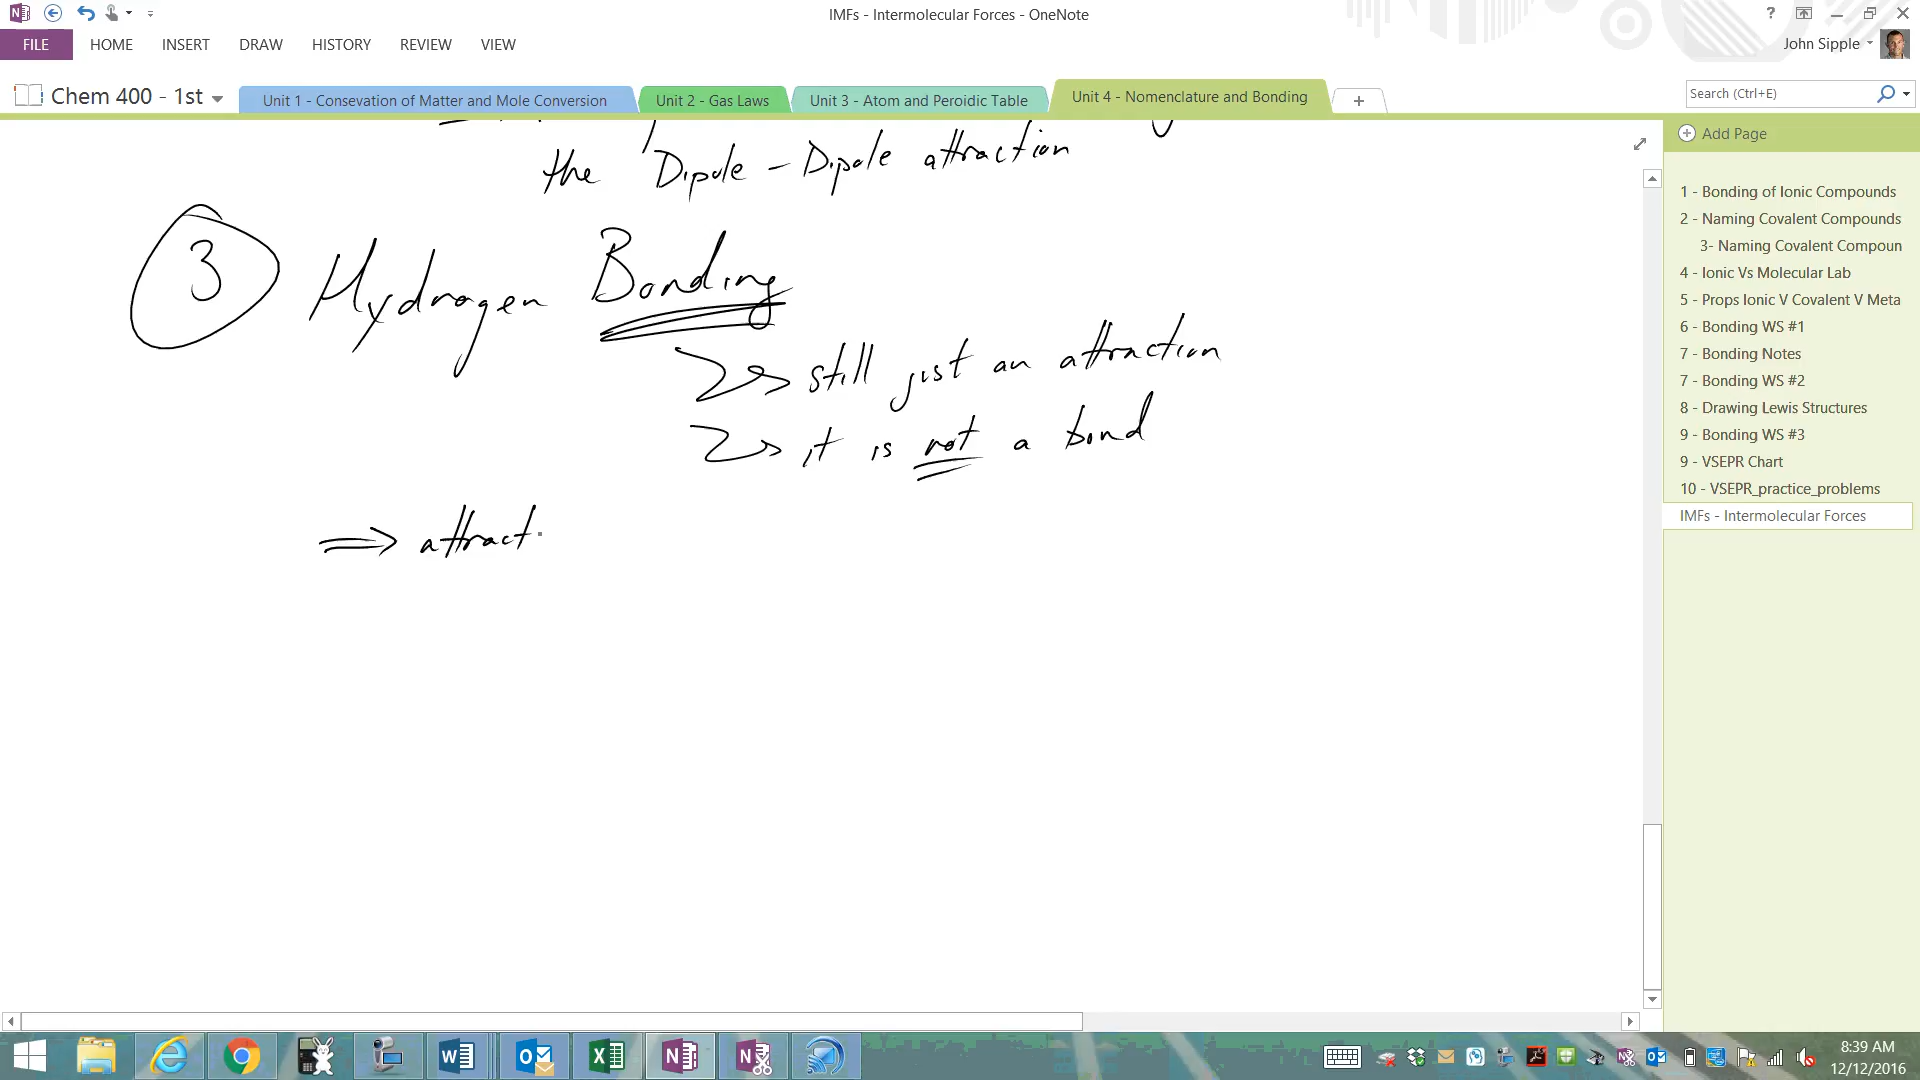 IMFs - Intermolecular Forces - OneNote
?
FILE HOME INSERT DRAW HISTORY REVIEW VIEW
John Sipple
Chem 400 - 1st
Unit 1 - Consevation of Matter and Mole Conversion
Unit 2 - Gas Laws
Unit 3 - Atom and Peroidic Table
Unit 4 - Nomenclature and Bonding
+
Search (Ctrl+E)
Add Page
1 - Bonding of Ionic Compounds
2 - Naming Covalent Compounds
3- Naming Covalent Compoun
4 - Ionic Vs Molecular Lab
5 - Props Ionic V Covalent V Meta
6 - Bonding WS #1
7 - Bonding Notes
7 - Bonding WS #2
8 - Drawing Lewis Structures
9 - Bonding WS #3
9 - VSEPR Chart
10 - VSEPR_practice_problems
IMFs - Intermolecular Forces
the Dipole - Dipole attraction
3 Hydrogen Bonding
still just an attraction
it is not a bond
⇒ attract
8:39 AM
12/12/2016